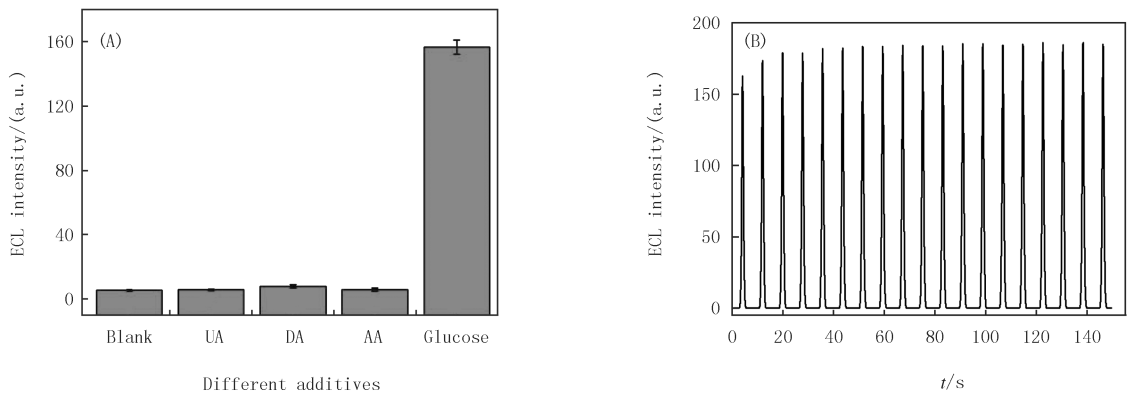 (A)
ECL intensity/(a.u.)
160
120
80
40
0
Blank UA DA AA Glucose
Different additives
(B)
ECL intensity/(a.u.)
200
150
100
50
0
0 20 40 60 80 100 120 140
t/s